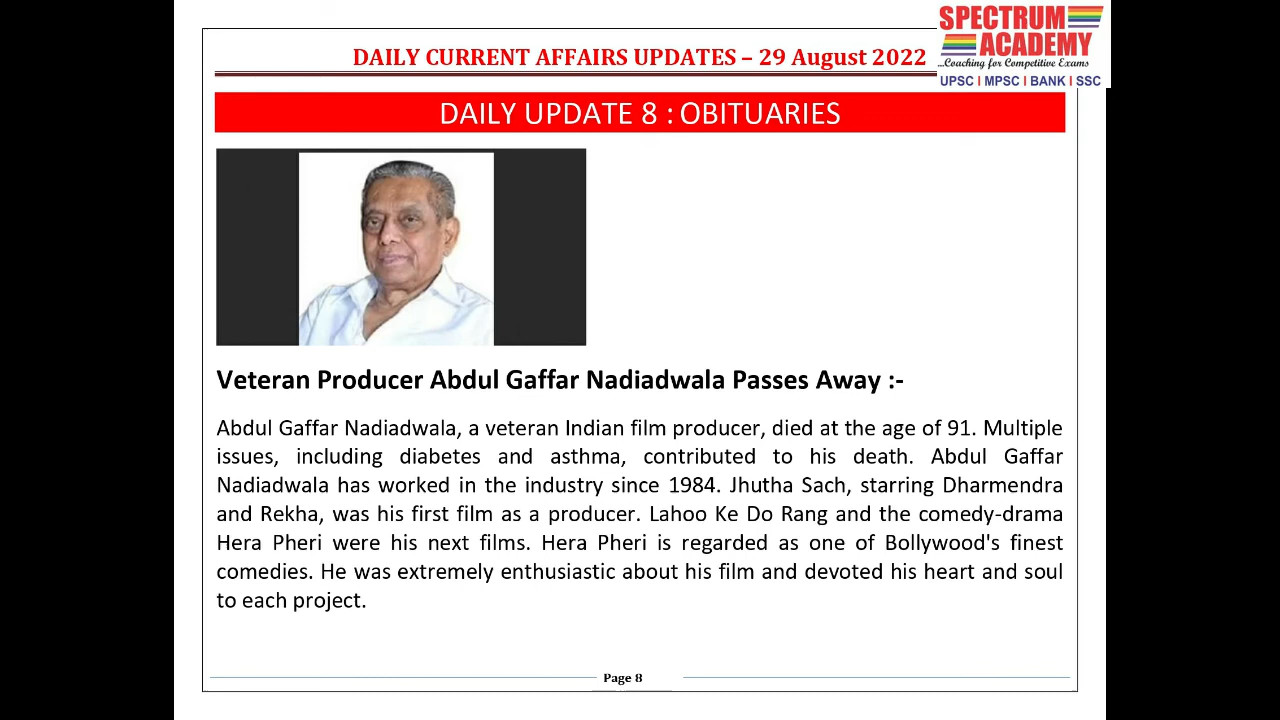 SPECTRUM
ACADEMY
...Coaching for Competitive Exams
UPSC I MPSC I BANK I SSC
DAILY CURRENT AFFAIRS UPDATES – 29 August 2022
DAILY UPDATE 8 : OBITUARIES
Veteran Producer Abdul Gaffar Nadiadwala Passes Away :-
Abdul Gaffar Nadiadwala, a veteran Indian film producer, died at the age of 91. Multiple
issues, including diabetes and asthma, contributed to his death. Abdul Gaffar
Nadiadwala has worked in the industry since 1984. Jhutha Sach, starring Dharmendra
and Rekha, was his first film as a producer. Lahoo Ke Do Rang and the comedy-drama
Hera Pheri were his next films. Hera Pheri is regarded as one of Bollywood's finest
comedies. He was extremely enthusiastic about his film and devoted his heart and soul
to each project.
Page 8